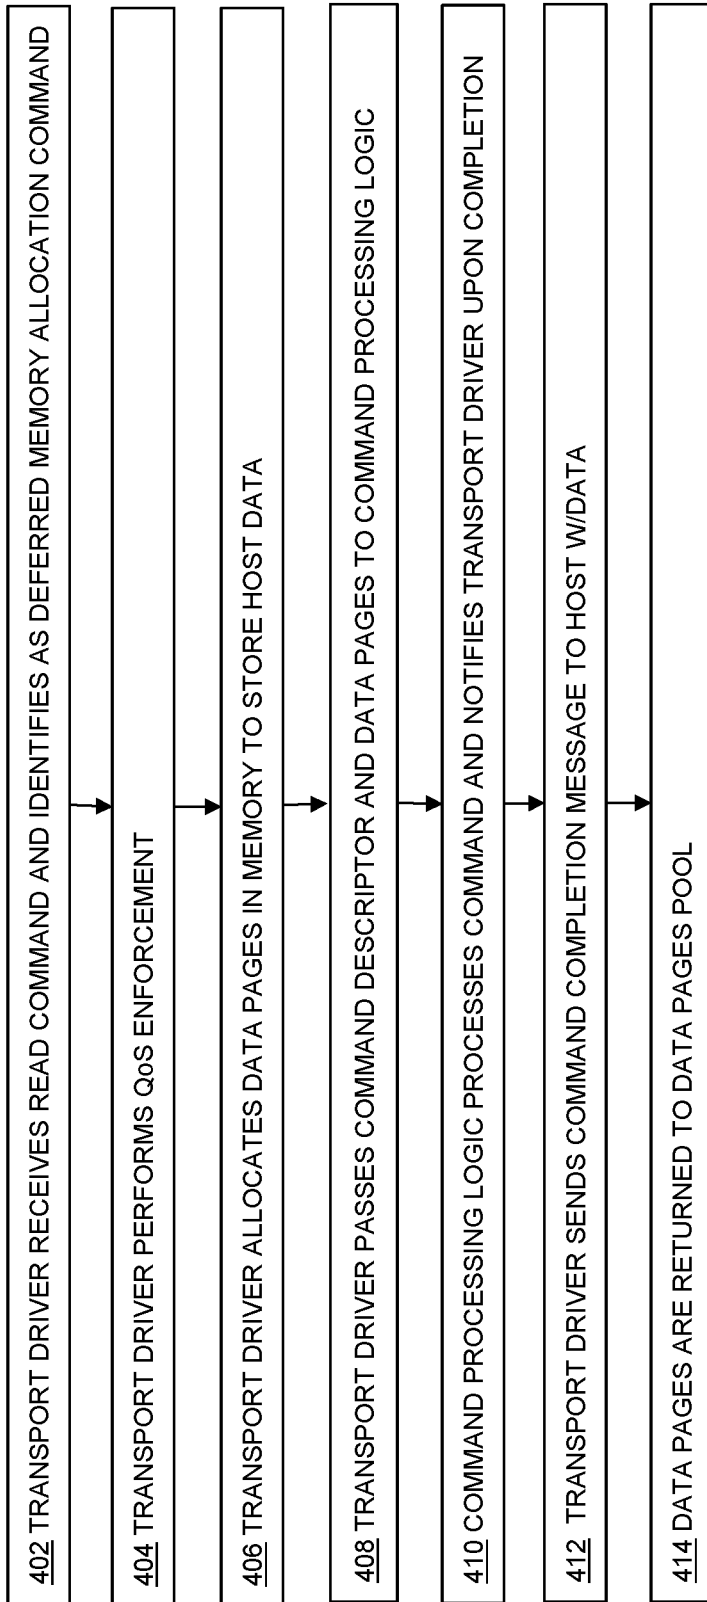 402 TRANSPORT DRIVER RECEIVES READ COMMAND AND IDENTIFIES AS DEFERRED MEMORY ALLOCATION COMMAND
404 TRANSPORT DRIVER PERFORMS QoS ENFORCEMENT
406 TRANSPORT DRIVER ALLOCATES DATA PAGES IN MEMORY TO STORE HOST DATA
408 TRANSPORT DRIVER PASSES COMMAND DESCRIPTOR AND DATA PAGES TO COMMAND PROCESSING LOGIC
410 COMMAND PROCESSING LOGIC PROCESSES COMMAND AND NOTIFIES TRANSPORT DRIVER UPON COMPLETION
412 TRANSPORT DRIVER SENDS COMMAND COMPLETION MESSAGE TO HOST W/DATA
414 DATA PAGES ARE RETURNED TO DATA PAGES POOL